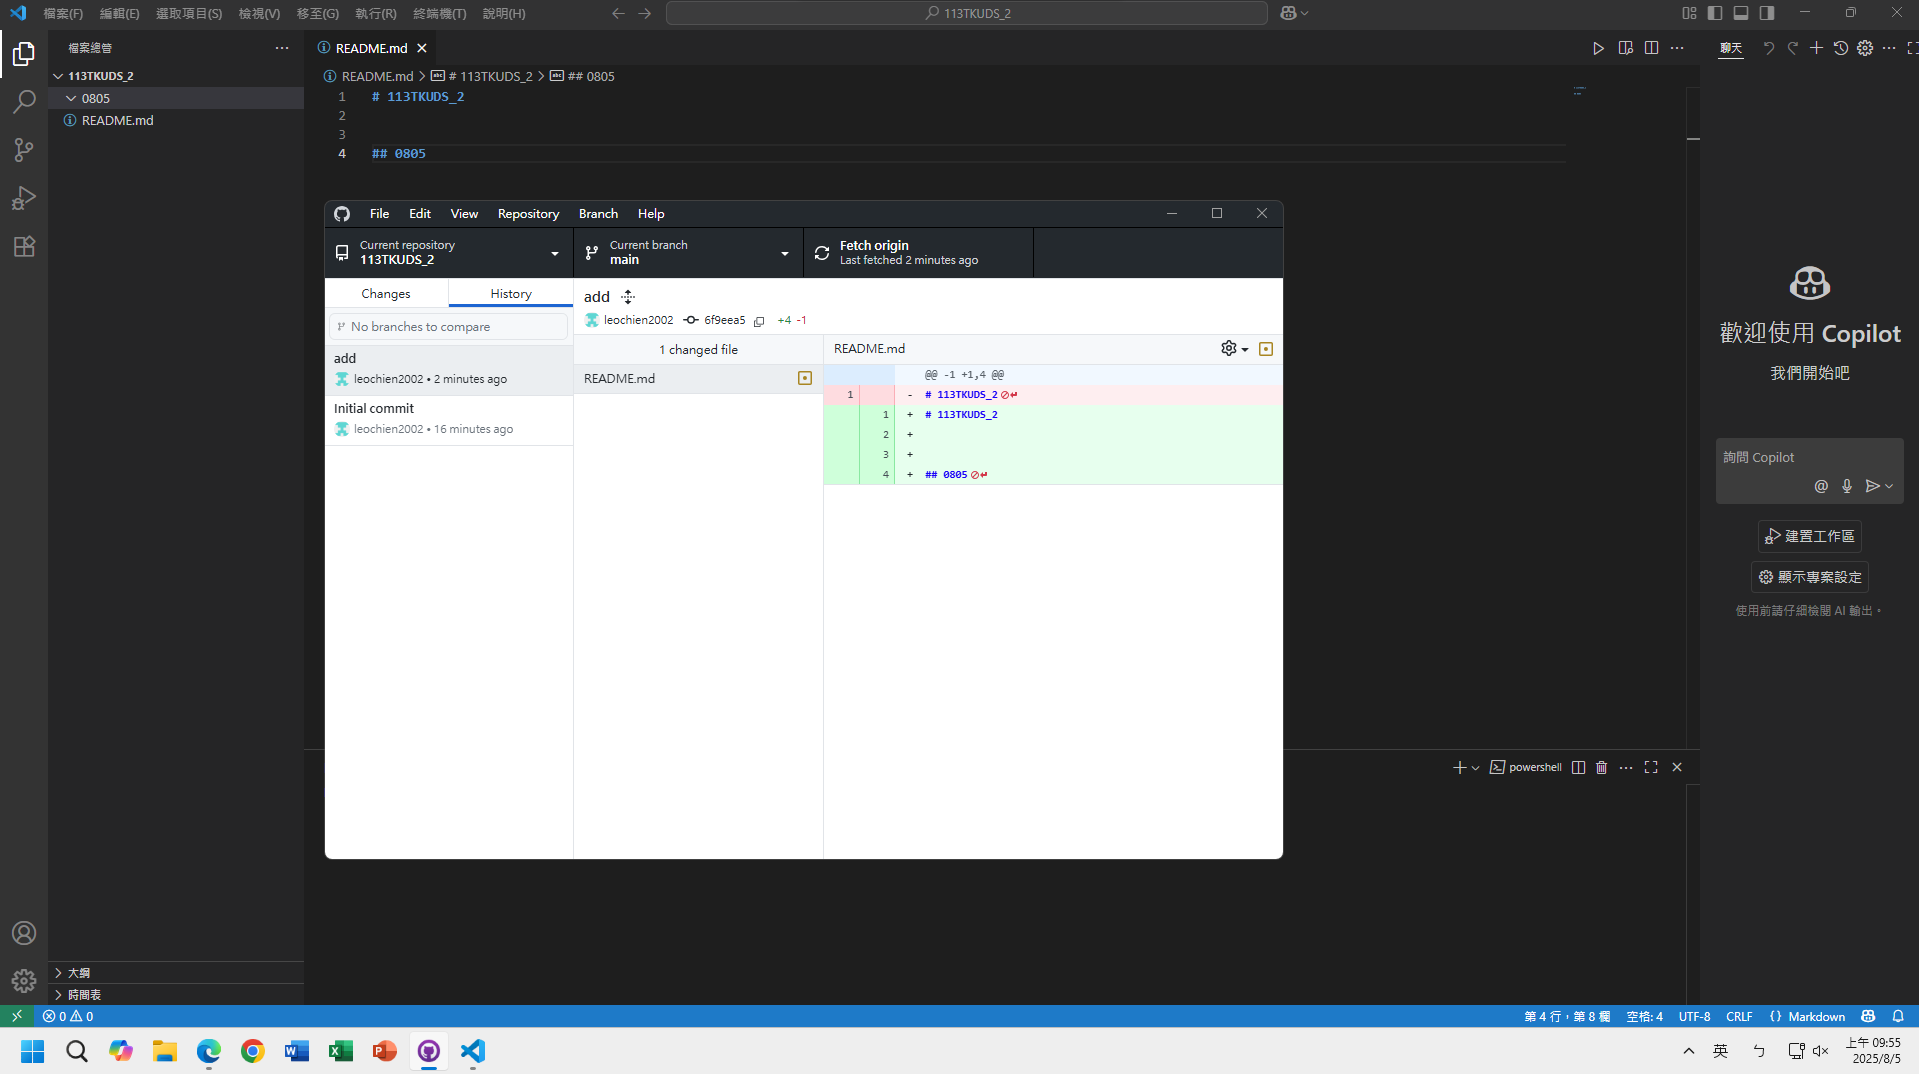 檔案(F) 編輯(E) 選取項目(S) 檢視(V) 移至(G) 執行(R) 終端機(T) 說明(H)
113TKUDS_2
檔案總管
113TKUDS_2
0805
README.md
README.md
README.md > # 113TKUDS_2 > ## 0805
1 # 113TKUDS_2
2
3
4 ## 0805
File Edit View Repository Branch Help
Current repository
113TKUDS_2
Current branch
main
Fetch origin
Last fetched 2 minutes ago
Changes History
No branches to compare
add
leochien2002 • 2 minutes ago
Initial commit
leochien2002 • 16 minutes ago
add
leochien2002 6f9eea5 +4 -1
1 changed file
README.md
README.md
@@ -1 +1,4 @@
1 - # 113TKUDS_2
1 + # 113TKUDS_2
2 +
3 +
4 + ## 0805
powershell
聊天
歡迎使用 Copilot
我們開始吧
詢問 Copilot
建置工作區
顯示專案設定
使用前請仔細檢閱 AI 輸出。
大綱
時間表
0 0
第 4 行，第 8 欄 空格: 4 UTF-8 CRLF {} Markdown
英 ㄅ
上午 09:55
2025/8/5